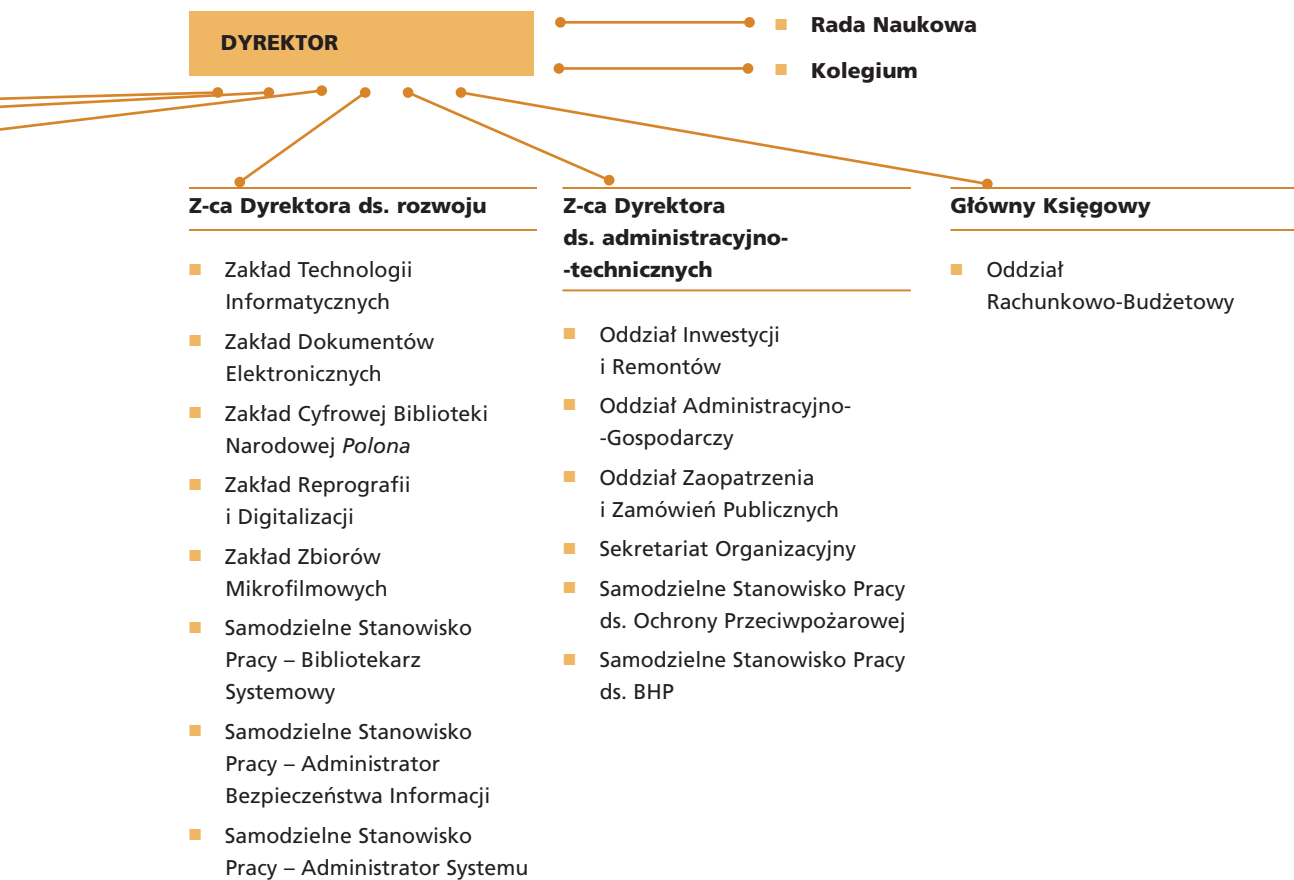 DYREKTOR
Rada Naukowa
Kolegium
Z-ca Dyrektora ds. rozwoju
Zakład Technologii
Informatycznych
Zakład Dokumentów
Elektronicznych
Zakład Cyfrowej Biblioteki
Narodowej Polona
Zakład Reprografii
i Digitalizacji
Zakład Zbiorów
Mikrofilmowych
Samodzielne Stanowisko
Pracy – Bibliotekarz
Systemowy
Samodzielne Stanowisko
Pracy – Administrator
Bezpieczeństwa Informacji
Samodzielne Stanowisko
Pracy – Administrator Systemu
Z-ca Dyrektora
ds. administracyjno-
-technicznych
Oddział Inwestycji
i Remontów
Oddział Administracyjno-
-Gospodarczy
Oddział Zaopatrzenia
i Zamówień Publicznych
Sekretariat Organizacyjny
Samodzielne Stanowisko Pracy
ds. Ochrony Przeciwpożarowej
Samodzielne Stanowisko Pracy
ds. BHP
Główny Księgowy
Oddział
Rachunkowo-Budżetowy